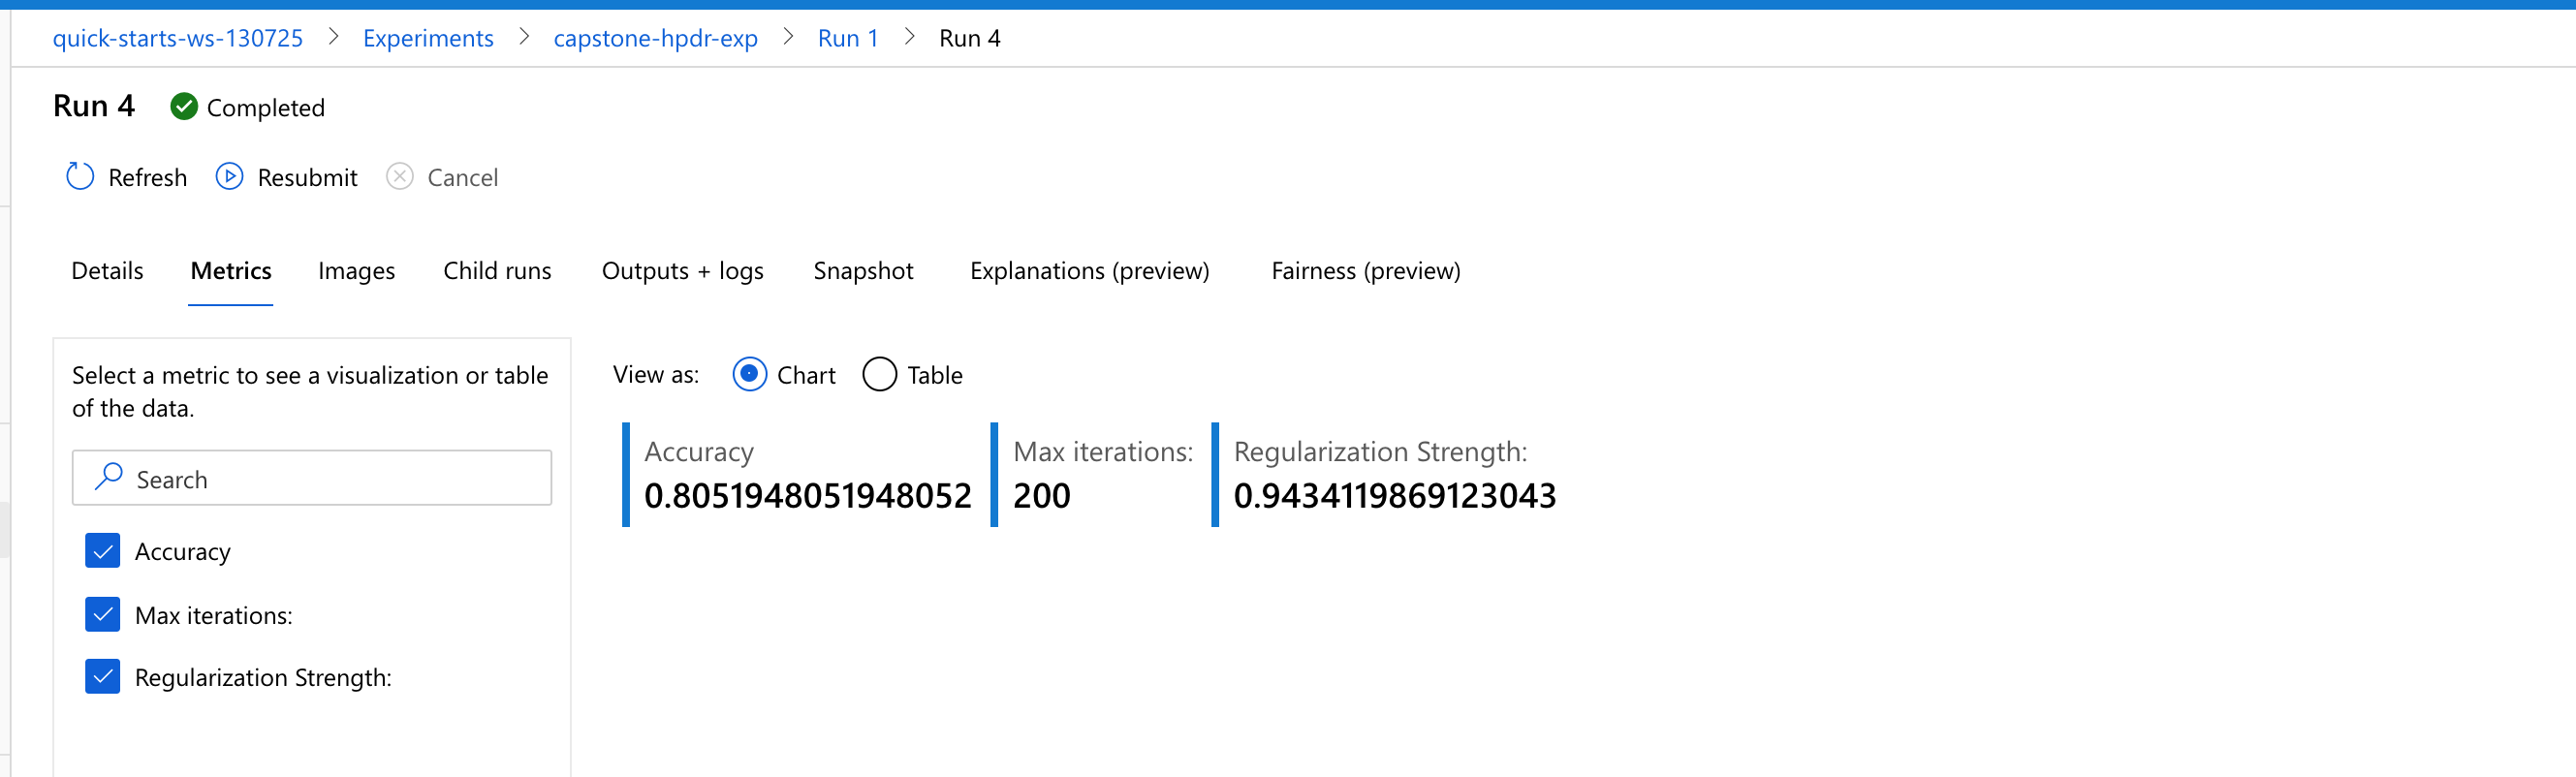 quick-starts-ws-130725 > Experiments > capstone-hpdr-exp > Run 1 > Run 4
Run 4 Completed
Refresh Resubmit Cancel
Details Metrics Images Child runs Outputs + logs Snapshot Explanations (preview) Fairness (preview)
Select a metric to see a visualization or table
of the data.
Search
Accuracy
Max iterations:
Regularization Strength:
View as: Chart Table
Accuracy Max iterations: Regularization Strength:
0.8051948051948052 200 0.9434119869123043